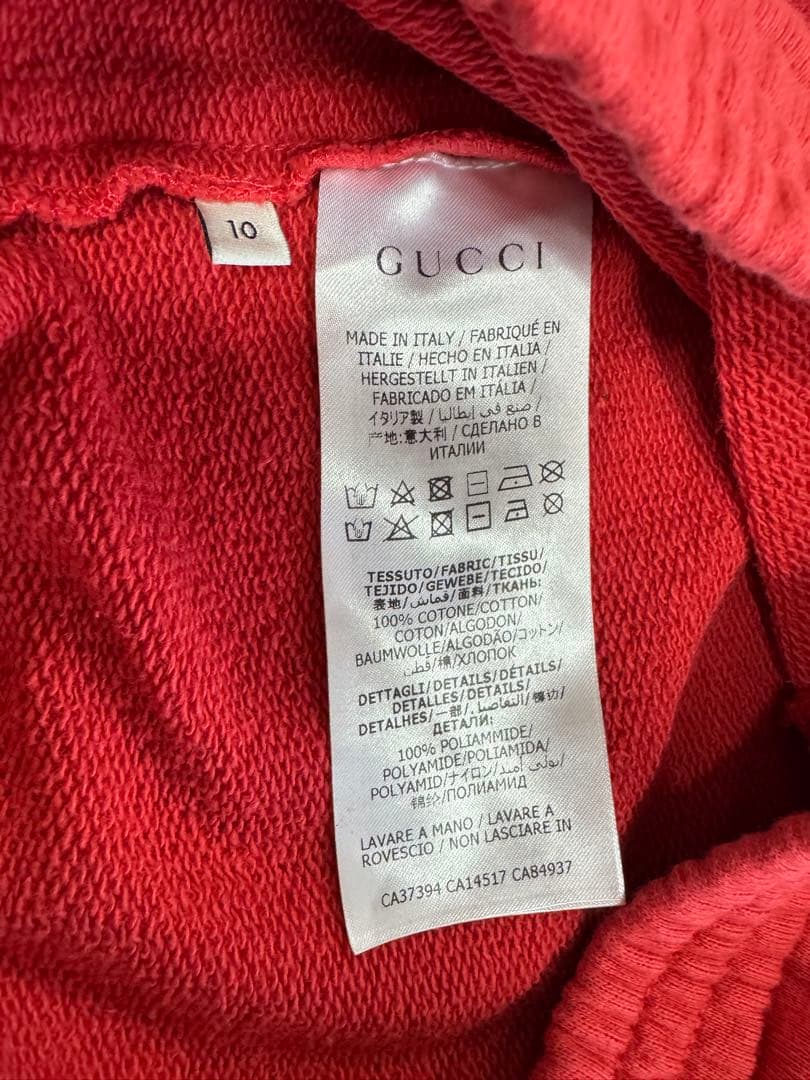 10
GUCCI
MADE IN ITALY / FABRIQUÉ EN
ITALIE / HECHO EN ITALIA /
HERGESTELLT IN ITALIEN /
FABRICADO EM ITÁLIA /
イタリア製 / صنع في إيطاليا /
产地:意大利 / СДЕЛАНО В
ИТАЛИИ
TESSUTO/FABRIC/TISSU/
TEJIDO/GEWEBE/TECIDO/
表地/قماش/面料/ТКАНЬ:
100% COTONE/COTTON/
COTON/ALGODON/
BAUMWOLLE/ALGODÃO/コットン/
قطن/棉/ХЛОПОК
DETTAGLI/DETAILS/DÉTAILS/
DETALLES/DETAILS/
DETALHES/一部/التفاصيل/镶边/
ДЕТАЛИ:
100% POLIAMMIDE/
POLYAMIDE/POLIAMIDA/
POLYAMID/ナイロン/بولي أميد/
锦纶/ПОЛИАМИД
LAVARE A MANO / LAVARE A
ROVESCIO / NON LASCIARE IN
CA37394 CA14517 CA84937